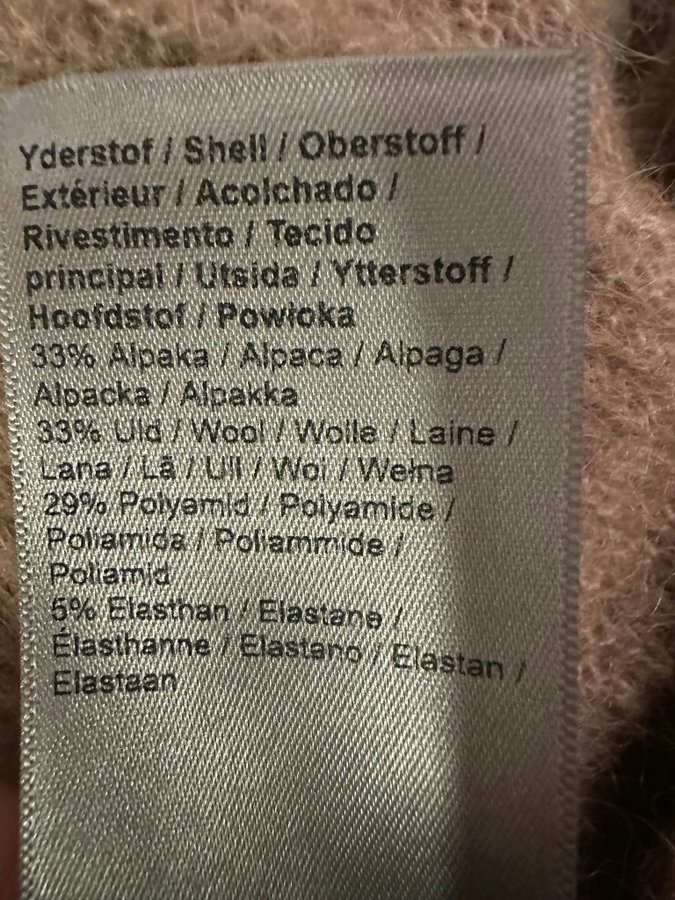 Yderstof / Shell / Oberstoff /
Extérieur / Acolchado /
Rivestimento / Tecido
principal / Utsida / Ytterstoff /
Hoofdstof / Powłoka
33% Alpaka / Alpaca / Alpaga /
Alpacka / Alpakka
33% Uld / Wool / Wolle / Laine /
Lana / Lã / Ull / Wol / Wełna
29% Polyamid / Polyamide /
Poliamida / Poliammide /
Poliamid
5% Elasthan / Elastane /
Élasthanne / Elastano / Elastan /
Elastaan